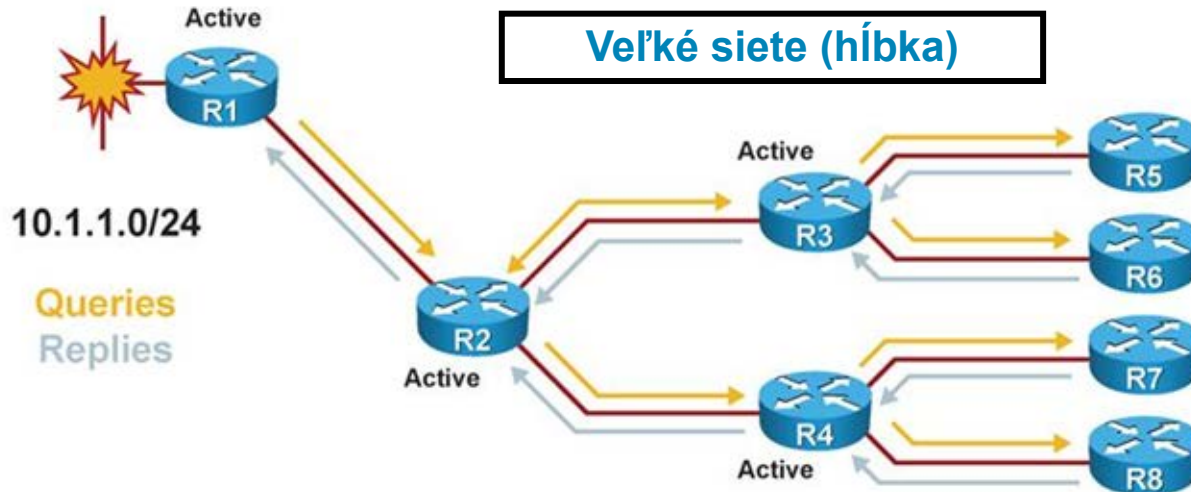 Active
Veľké siete (hĺbka)
R1
Active
R5
10.1.1.0/24
R3
R6
Queries
Replies
R2
Active
R7
R4
Active
R8